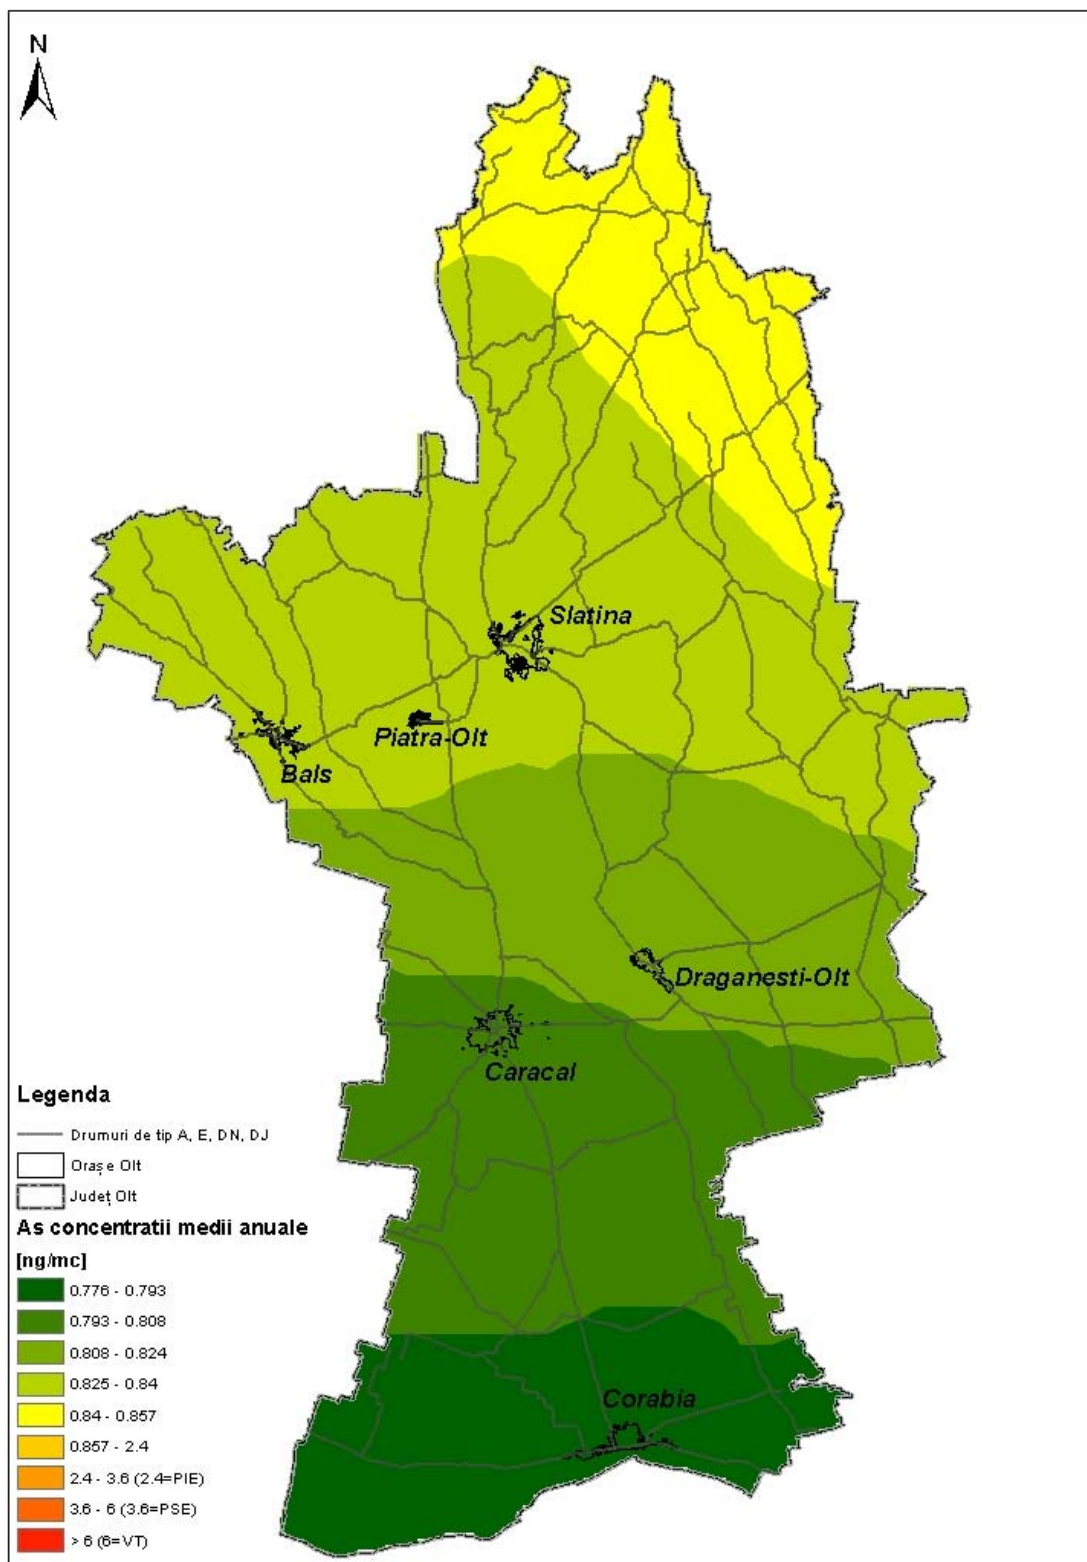 N
Slatina
Piatra-Olt
Bals
Draganesti-Olt
Caracal
Corabia
Legenda
Drumuri de tip A, E, DN, DJ
Orașe Olt
Județ Olt
As concentratii medii anuale
[ng/mc]
0.776 - 0.793
0.793 - 0.808
0.808 - 0.824
0.825 - 0.84
0.84 - 0.857
0.857 - 2.4
2.4 - 3.6 (2.4=PIE)
3.6 - 6 (3.6=PSE)
> 6 (6=VT)